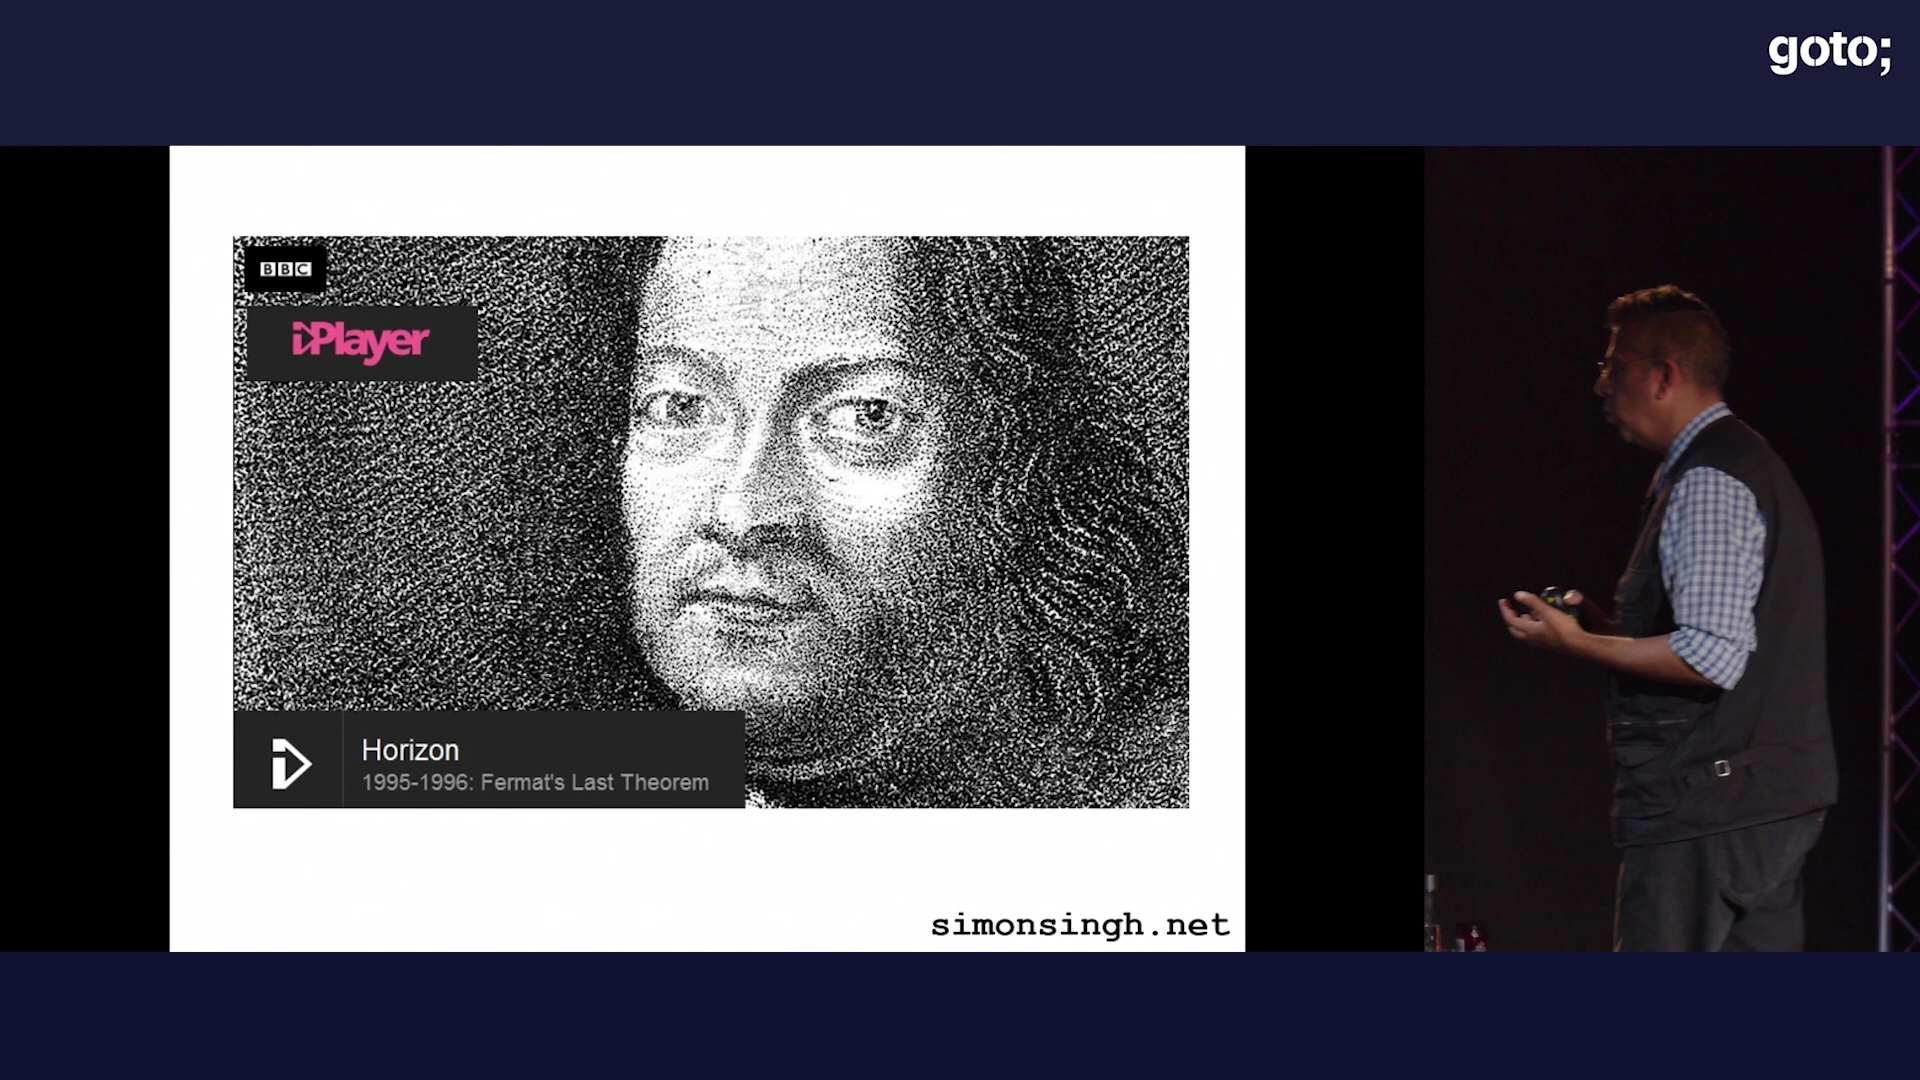 goto;
BBC
iPlayer
Horizon
1995-1996: Fermat's Last Theorem
simonsingh.net